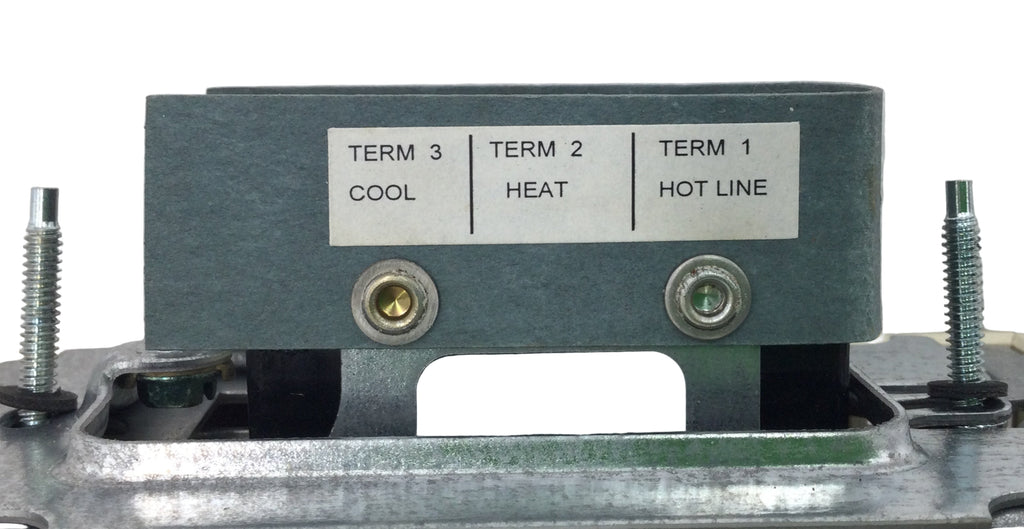 TERM 3
COOL
TERM 2
HEAT
TERM 1
HOT LINE